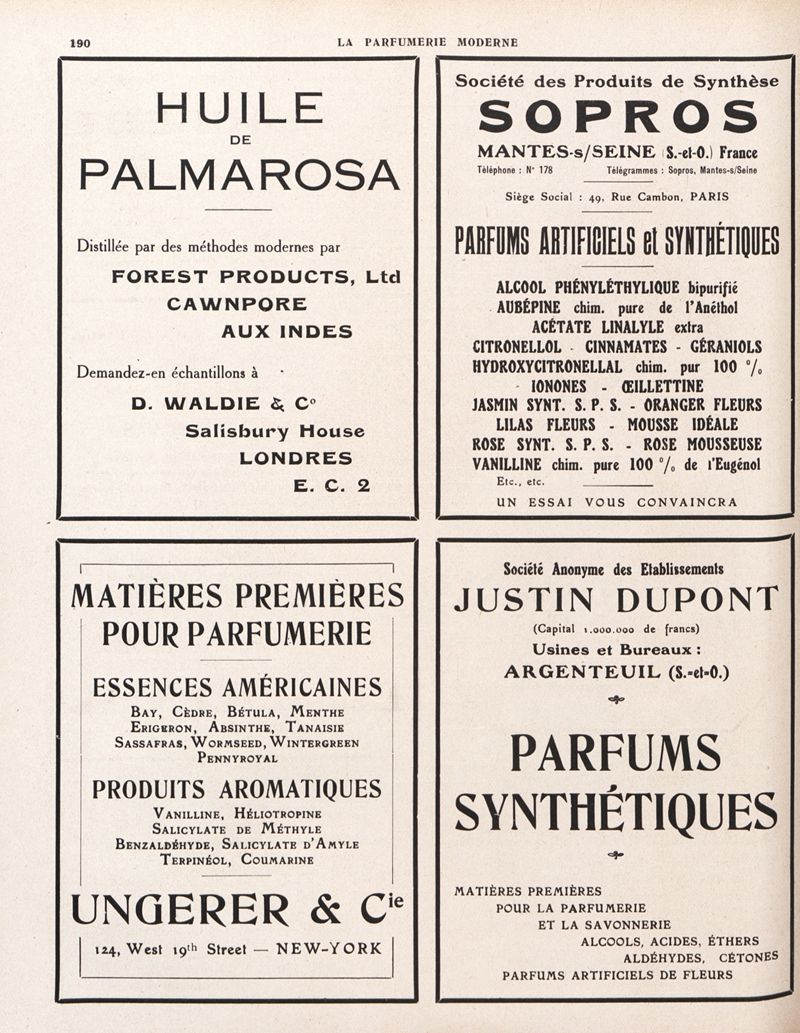 190
LA PARFUMERIE MODERNE
HUILE
DE
PALMAROSA
Distillée par des méthodes modernes par
FOREST PRODUCTS, Ltd
CAWNPORE
AUX INDES
Demandez-en échantillons à
D. WALDIE & Cº
Salisbury House
LONDRES
E. C. 2
Société des Produits de Synthèse
SOPROS
MANTES-s/SEINE (S.-et-O.) France
Téléphone : Nº 178 Télégrammes : Sopros, Mantes-s/Seine
Siège Social : 49, Rue Cambon, PARIS
PARFUMS ARTIFICIELS et SYNTHÉTIQUES
ALCOOL PHÉNYLÉTHYLIQUE bipurifié
AUBÉPINE chim. pure de l'Anéthol
ACÉTATE LINALYLE extra
CITRONELLOL - CINNAMATES - GÉRANIOLS
HYDROXYCITRONELLAL chim. pur 100 %
IONONES - ŒILLETTINE
JASMIN SYNT. S. P. S. - ORANGER FLEURS
LILAS FLEURS - MOUSSE IDÉALE
ROSE SYNT. S. P. S. - ROSE MOUSSEUSE
VANILLINE chim. pure 100 % de l'Eugénol
Etc., etc.
UN ESSAI VOUS CONVAINCRA
MATIÈRES PREMIÈRES
POUR PARFUMERIE
ESSENCES AMÉRICAINES
BAY, CÈDRE, BÉTULA, MENTHE
ERIGERON, ABSINTHE, TANAISIE
SASSAFRAS, WORMSEED, WINTERGREEN
PENNYROYAL
PRODUITS AROMATIQUES
VANILLINE, HÉLIOTROPINE
SALICYLATE DE MÉTHYLE
BENZALDÉHYDE, SALICYLATE D'AMYLE
TERPINÉOL, COUMARINE
UNGERER & Cie
124, West 19th Street — NEW-YORK
Société Anonyme des Etablissements
JUSTIN DUPONT
(Capital 1.000.000 de francs)
Usines et Bureaux :
ARGENTEUIL (S.-et-O.)
PARFUMS
SYNTHÉTIQUES
MATIÈRES PREMIÈRES
POUR LA PARFUMERIE
ET LA SAVONNERIE
ALCOOLS, ACIDES, ÉTHERS
ALDÉHYDES, CÉTONES
PARFUMS ARTIFICIELS DE FLEURS